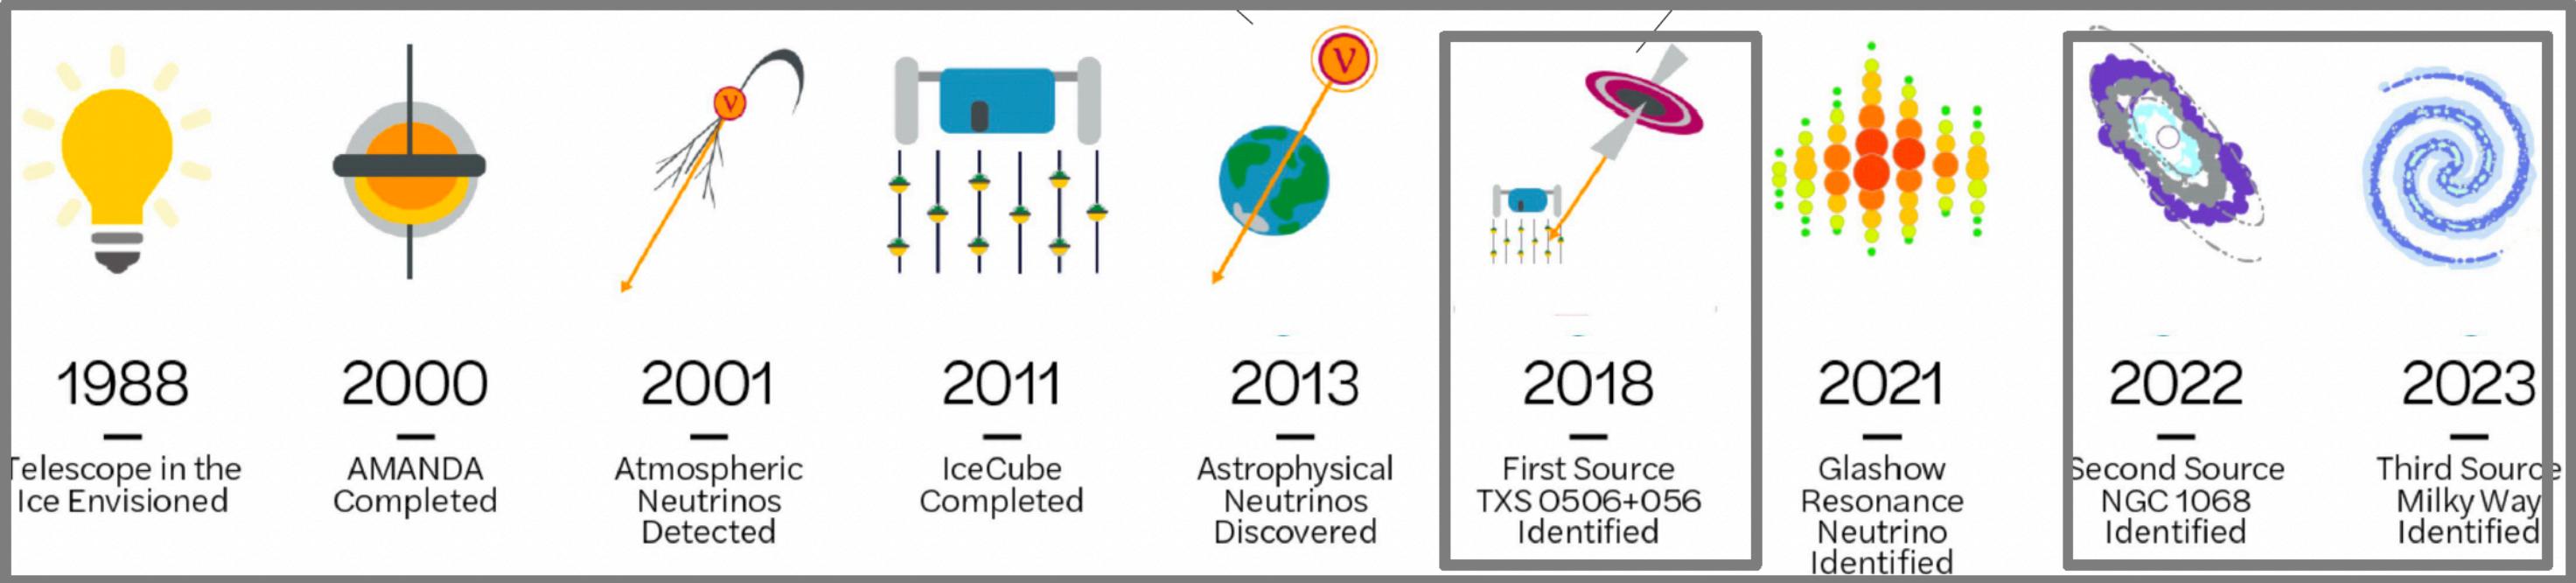 V
V
1988
2000
2001
2011
2013
2018
2021
2022
2023
Telescope in the
Ice Envisioned
AMANDA
Completed
Atmospheric
Neutrinos
Detected
IceCube
Completed
Astrophysical
Neutrinos
Discovered
First Source
TXS 0506+056
Identified
Glashow
Resonance
Neutrino
Identified
Second Source
NGC 1068
Identified
Third Source
Milky Way
Identified